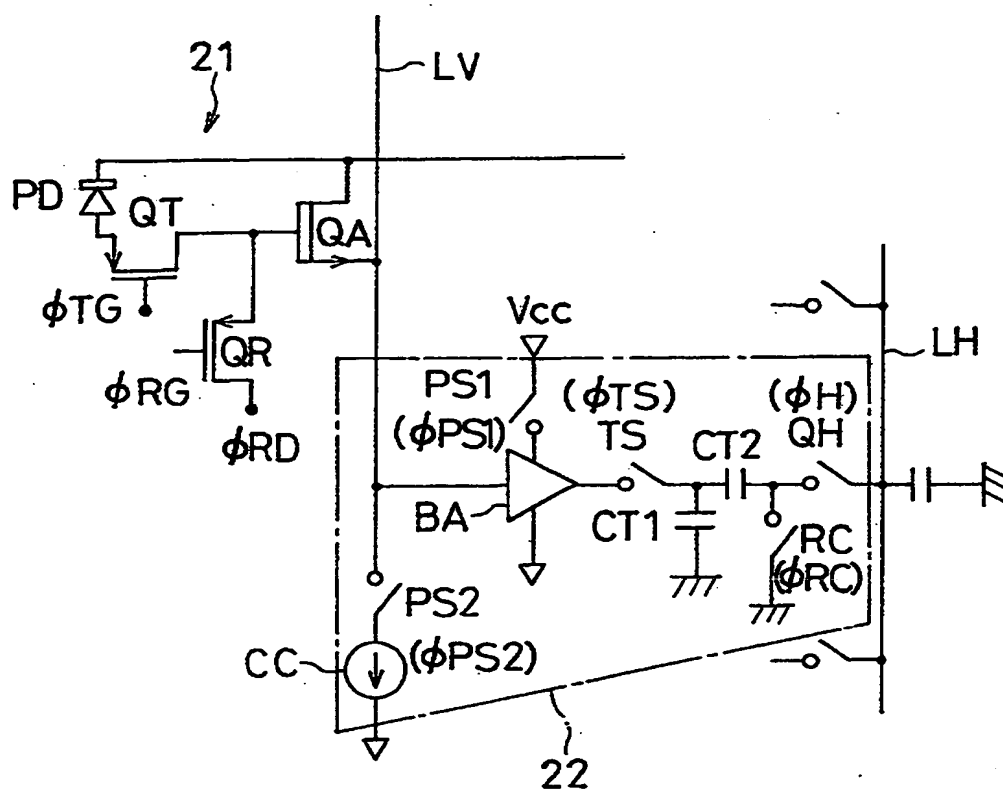 21
LV
PD
QT
QA
φTG
QR
φRG
φRD
Vcc
LH
PS1
(φPS1)
(φTS)
TS
(φH)
QH
CT2
BA
CT1
RC
(φRC)
PS2
(φPS2)
CC
22